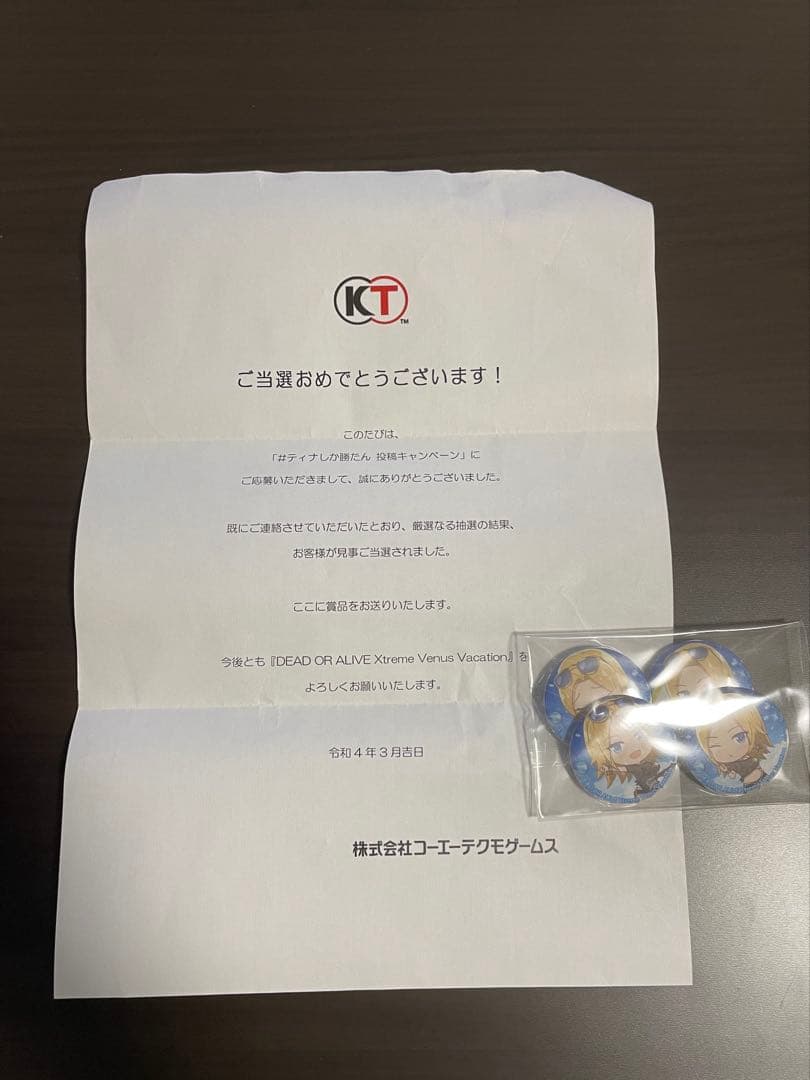 KT
TM
ご当選おめでとうございます！
このたびは、
「#ティナしか勝たん 投稿キャンペーン」に
ご応募いただきまして、誠にありがとうございました。
既にご連絡させていただいたとおり、厳選なる抽選の結果、
お客様が見事ご当選されました。
ここに賞品をお送りいたします。
今後とも『DEAD OR ALIVE Xtreme Venus Vacation』を
よろしくお願いいたします。
令和４年３月吉日
株式会社コーエーテクモゲームス